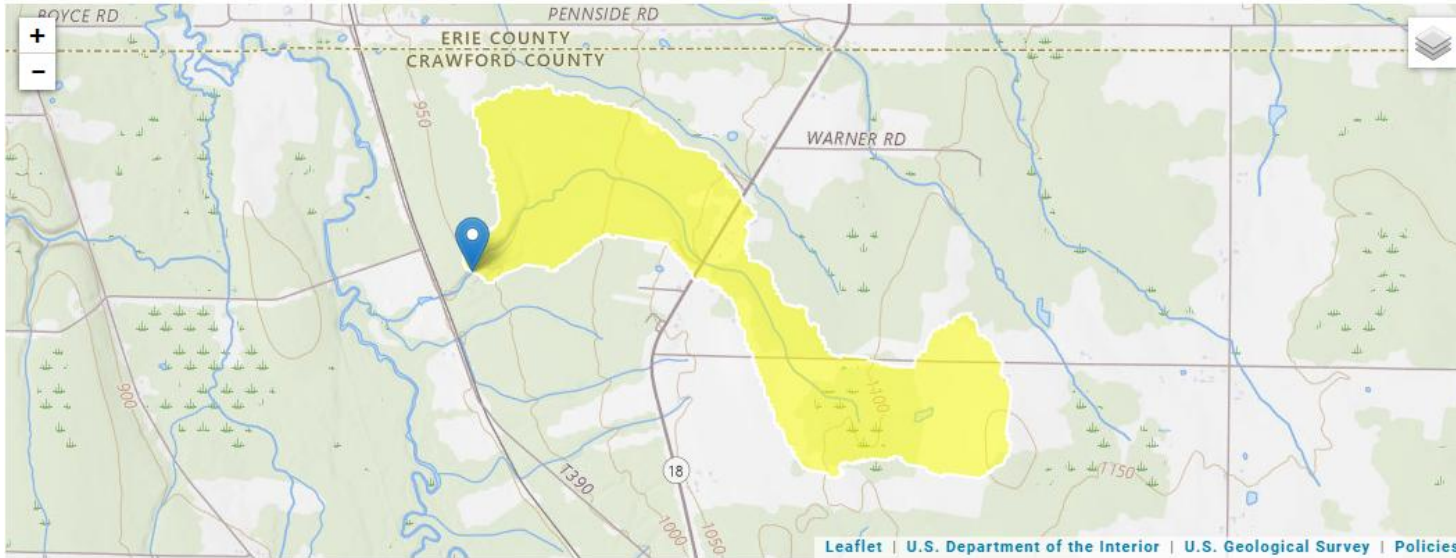 BOYCE RD
PENNSIDE RD
+
−
ERIE COUNTY
CRAWFORD COUNTY
950
WARNER RD
900
1100
18
T390
1150
1000
1050
Leaflet | U.S. Department of the Interior | U.S. Geological Survey | Policies